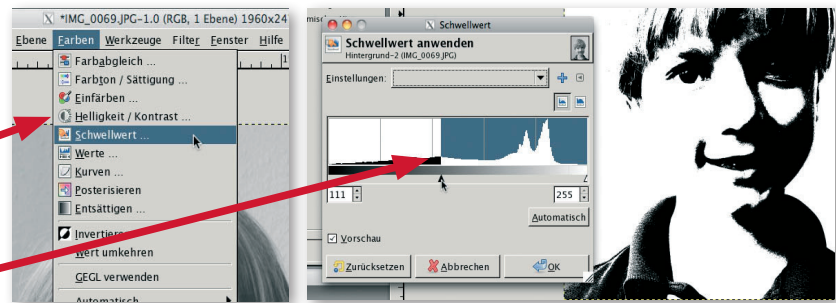 *IMG_0069.JPG-1.0 (RGB, 1 Ebene) 1960x24
Ebene Farben Werkzeuge Filter Fenster Hilfe
Farbabgleich ...
Farbton / Sättigung ...
Einfärben ...
Helligkeit / Kontrast ...
Schwellwert ...
Werte ...
Kurven ...
Posterisieren
Entsättigen ...
Invertieren
Wert umkehren
GEGL verwenden
Automatisch
Schwellwert
Schwellwert anwenden
Hintergrund-2 (IMG_0069.JPG)
Einstellungen:
111
255
Automatisch
Vorschau
Zurücksetzen Abbrechen OK